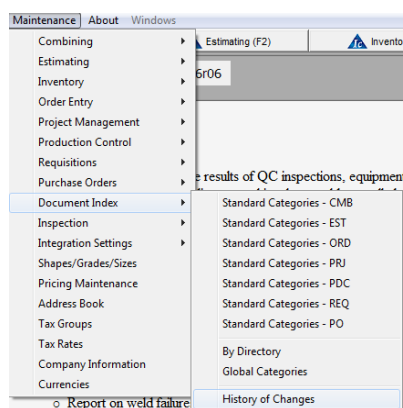 Maintenance About Windows
Combining
Estimating
Inventory
Order Entry
Project Management
Production Control
Requisitions
Purchase Orders
Document Index
Inspection
Integration Settings
Shapes/Grades/Sizes
Pricing Maintenance
Address Book
Tax Groups
Tax Rates
Company Information
Currencies
Estimating (F2)
Invento
6r06
e results of QC inspections, equipmen
Standard Categories - CMB
Standard Categories - EST
Standard Categories - ORD
Standard Categories - PRJ
Standard Categories - PDC
Standard Categories - REQ
Standard Categories - PO
By Directory
Global Categories
History of Changes
Report on weld failure